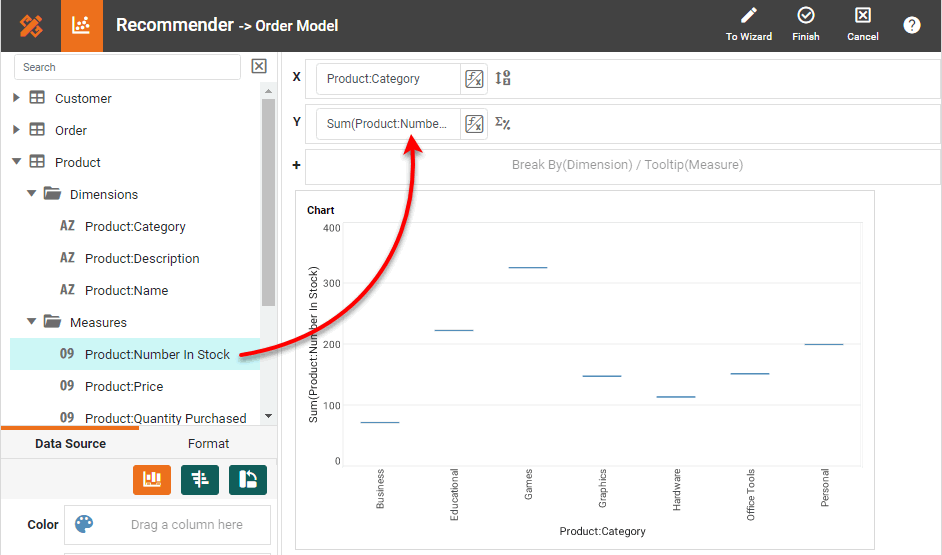 Recommender -> Order Model
To Wizard
Finish
Cancel
?
Search
Customer
Order
Product
Dimensions
AZ Product:Category
AZ Product:Description
AZ Product:Name
Measures
09 Product:Number In Stock
09 Product:Price
09 Product:Quantity Purchased
Data Source
Format
Color
Drag a column here
X
Product:Category
Y
Sum(Product:Numbe...
+
Break By(Dimension) / Tooltip(Measure)
Chart
400
300
200
100
0
Sum(Product:Number In Stock)
Business
Educational
Games
Graphics
Hardware
Office Tools
Personal
Product:Category